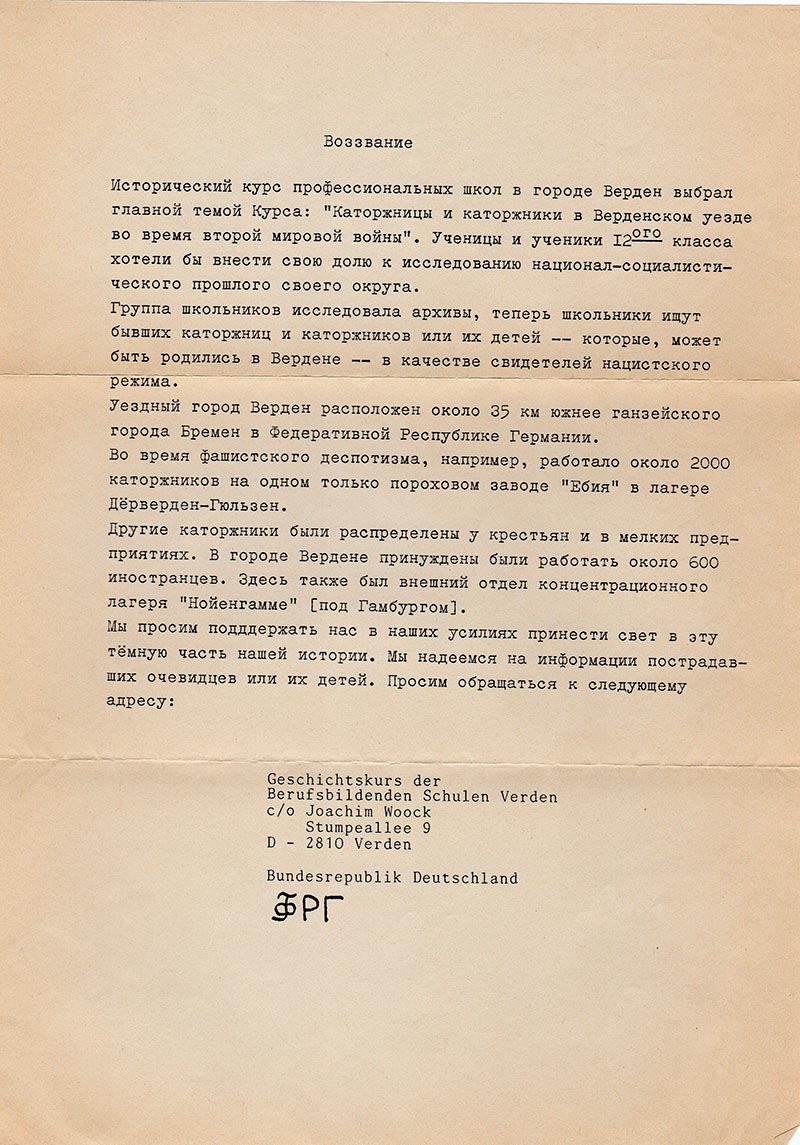 Воззвание
Исторический курс профессиональных школ в городе Верден выбрал
главной темой Курса: "Каторжницы и каторжники в Верденском уезде
во время второй мировой войны". Ученицы и ученики I2ого класса
хотели бы внести свою долю к исследованию национал-социалисти-
ческого прошлого своего округа.
Группа школьников исследовала архивы, теперь школьники ищут
бывших каторжниц и каторжников или их детей -- которые, может
быть родились в Вердене -- в качестве свидетелей нацистского
режима.
Уездный город Верден расположен около 35 км южнее ганзейского
города Бремен в Федеративной Республике Германии.
Во время фашистского деспотизма, например, работало около 2000
каторжников на одном только пороховом заводе "Ебия" в лагере
Дёрверден-Гюльзен.
Другие каторжники были распределены у крестьян и в мелких пред-
приятиях. В городе Вердене принуждены были работать около 600
иностранцев. Здесь также был внешний отдел концентрационного
лагеря "Нойенгамме" [под Гамбургом].
Мы просим подддержать нас в наших усилиях принести свет в эту
тёмную часть нашей истории. Мы надеемся на информации пострадав-
ших очевидцев или их детей. Просим обращаться к следующему
адресу:
Geschichtskurs der
Berufsbildenden Schulen Verden
c/o Joachim Woock
Stumpeallee 9
D - 2810 Verden
Bundesrepublik Deutschland
ФРГ